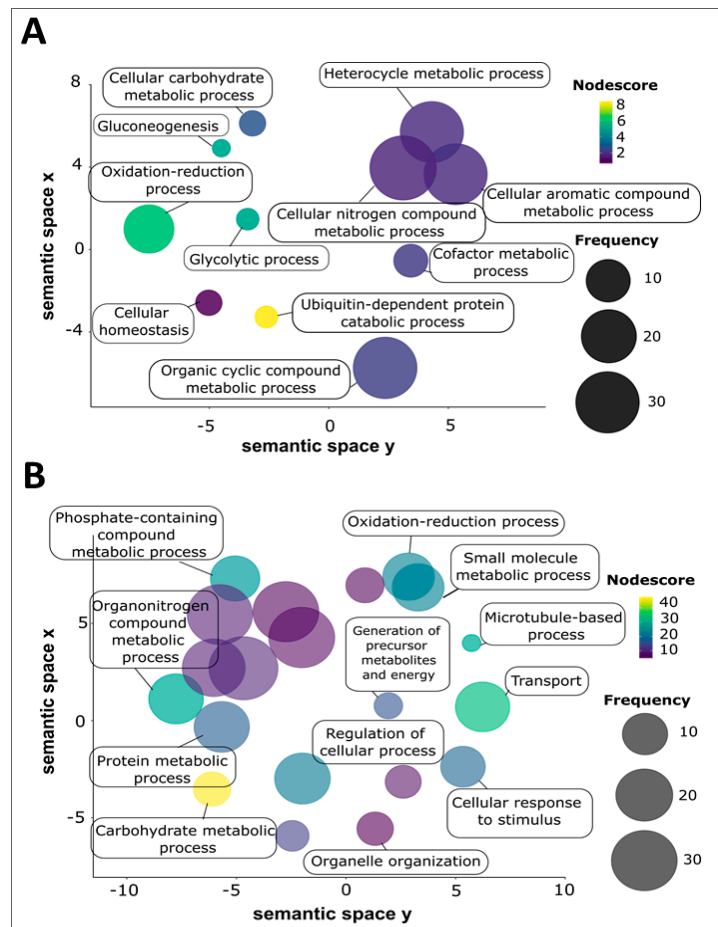 A
Cellular carbohydrate
metabolic process
Heterocycle metabolic process
Gluconeogenesis
Oxidation-reduction
process
Cellular aromatic compound
metabolic process
Cellular nitrogen compound
metabolic process
Glycolytic process
Cofactor metabolic
process
Cellular
homestasis
Ubiquitin-dependent protein
catabolic process
Organic cyclic compound
metabolic process
8
4
0
-4
semantic space x
-5
0
5
semantic space y
Nodescore
8
6
4
2
Frequency
10
20
30
B
Phosphate-containing
compound
metabolic process
Oxidation-reduction process
Small molecule
metabolic process
Organonitrogen
compound
metabolic
process
Microtubule-based
process
Generation of
precursor
metabolites
and energy
Transport
Regulation of
cellular process
Protein metabolic
process
Cellular response
to stimulus
Carbohydrate metabolic
process
Organelle organization
5
0
-5
semantic space x
-10
-5
0
5
10
semantic space y
Nodescore
40
30
20
10
Frequency
10
20
30